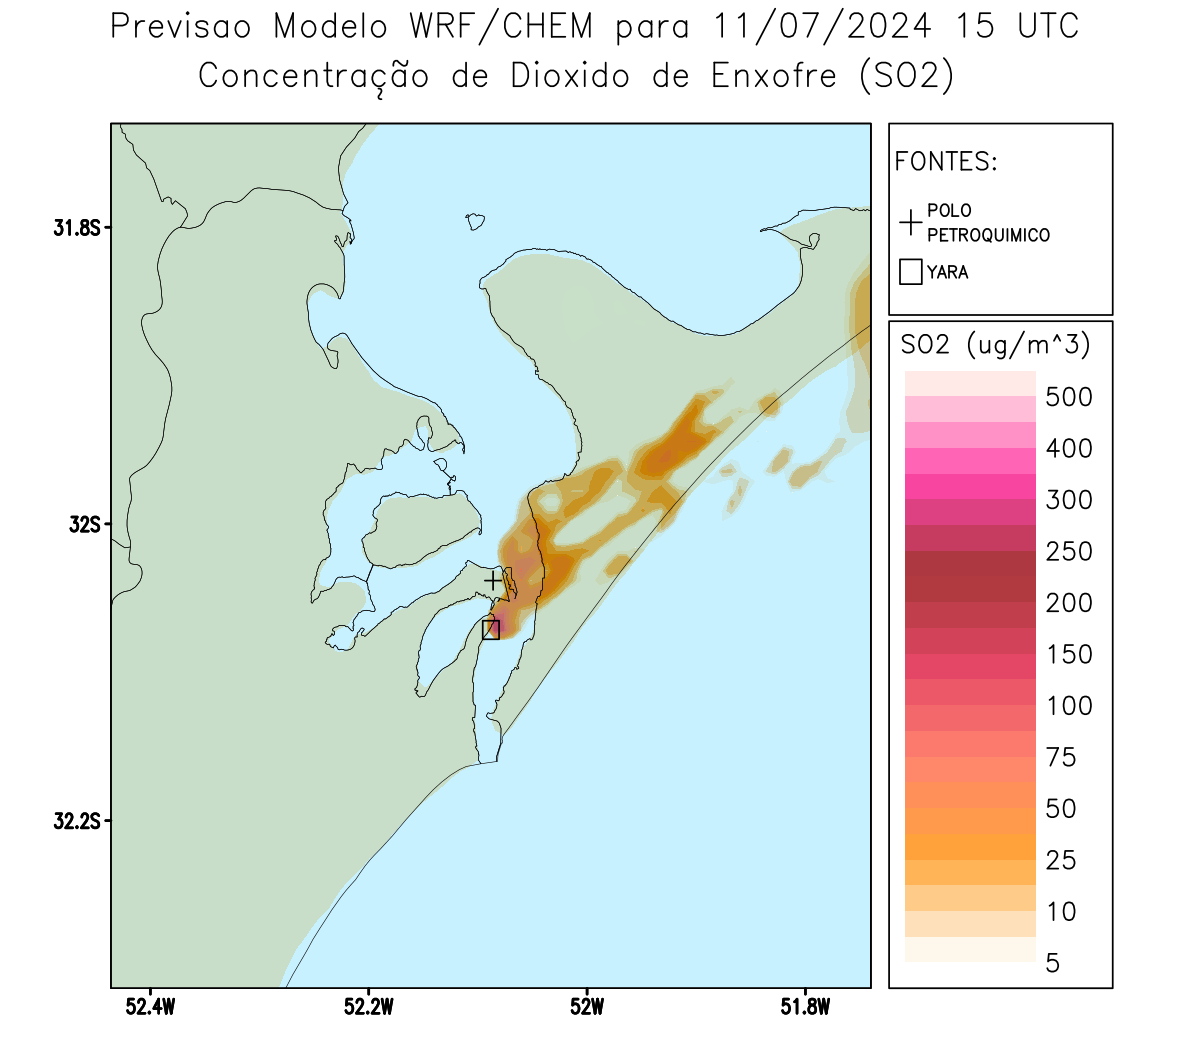 Previsao Modelo WRF/CHEM para 11/07/2024 15 UTC
Concentração de Dioxido de Enxofre (SO2)
FONTES:
POLO
PETROQUIMICO
YARA
31.8S
32S
32.2S
52.4W
52.2W
52W
51.8W
SO2 (ug/m^3)
500
400
300
250
200
150
100
75
50
25
10
5